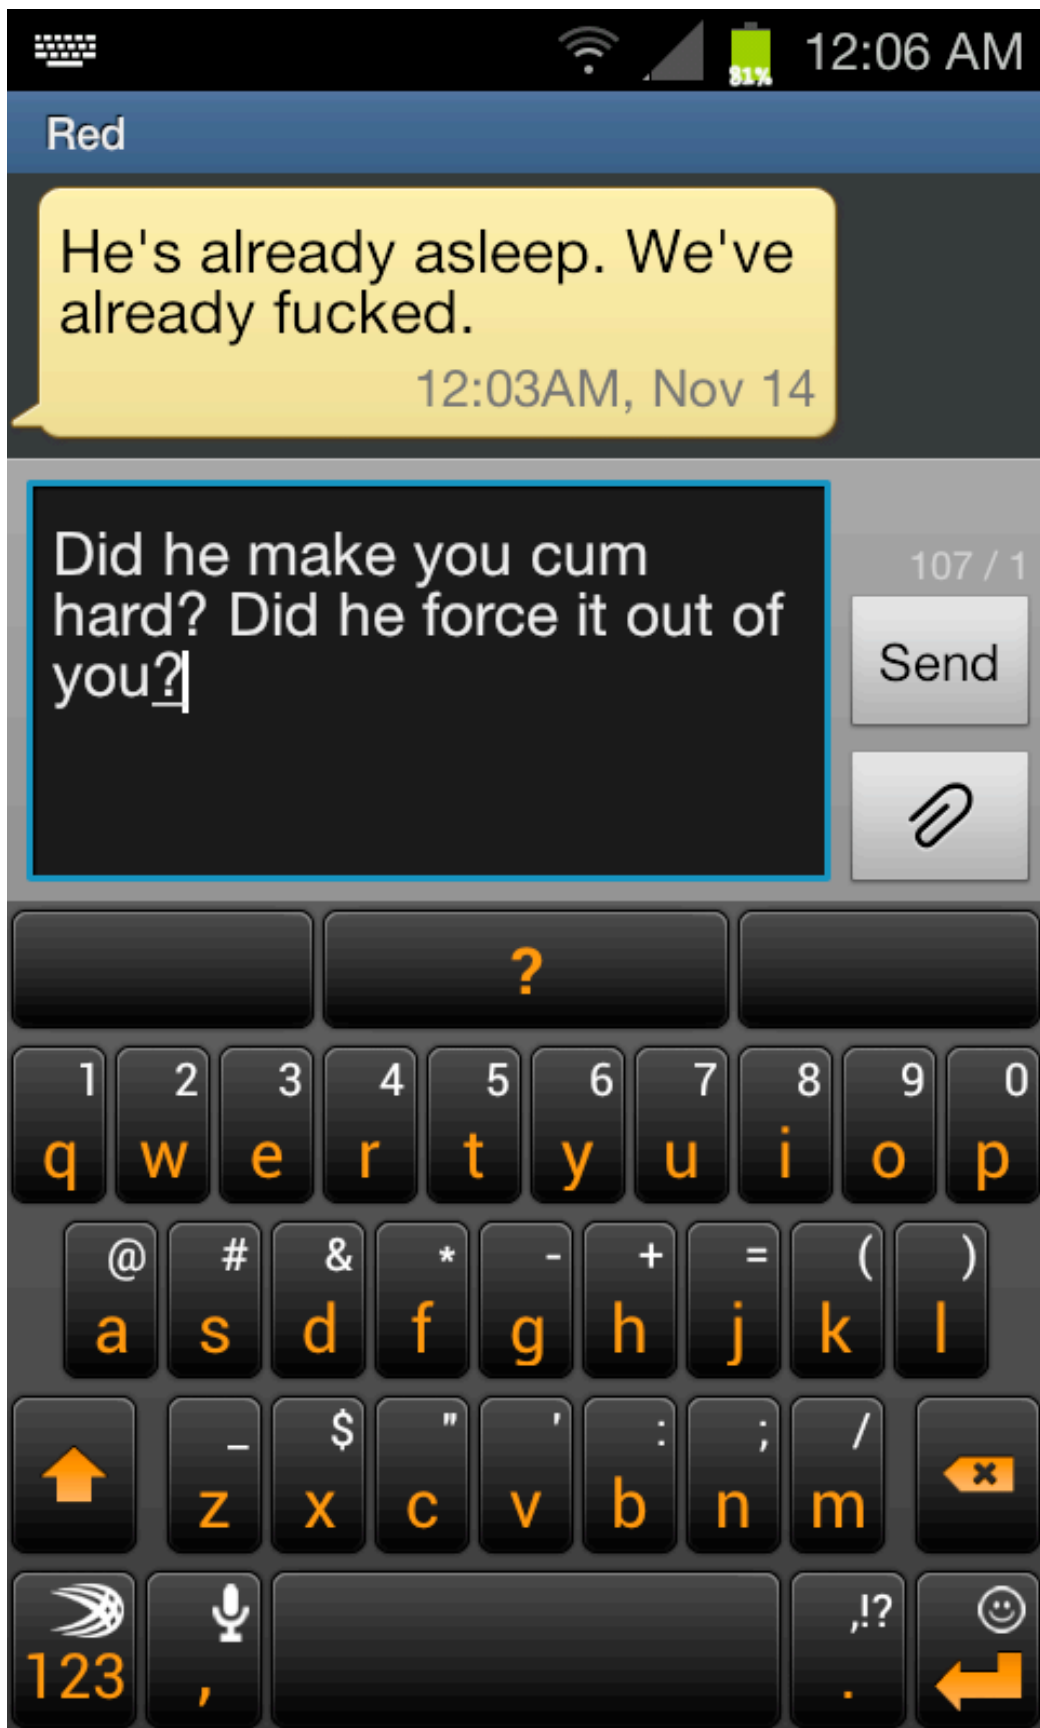 12:06 AM
81%
Red
He's already asleep. We've
already fucked.
12:03AM, Nov 14
Did he make you cum
hard? Did he force it out of
you?
107 / 1
Send
?
1 2 3 4 5 6 7 8 9 0
q w e r t y u i o p
@ # & * - + = ( )
a s d f g h j k l
_ $ " ' : ; /
z x c v b n m
,!?
123 , .